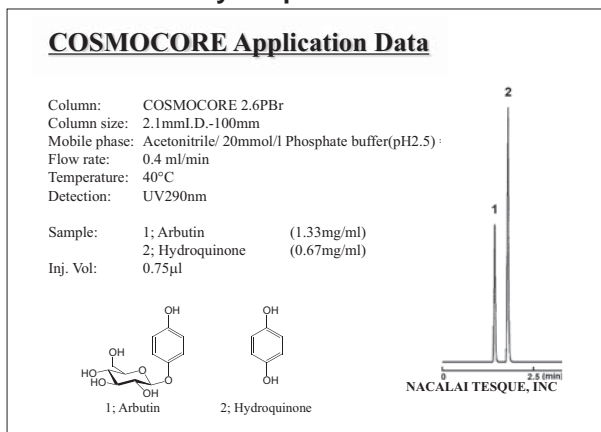 COSMOCORE Application Data
Column: COSMOCORE 2.6PBr
Column size: 2.1mmI.D.-100mm
Mobile phase: Acetonitrile/ 20mmol/l Phosphate buffer(pH2.5)
Flow rate: 0.4 ml/min
Temperature: 40°C
Detection: UV290nm
Sample: 1; Arbutin (1.33mg/ml)
2; Hydroquinone (0.67mg/ml)
Inj. Vol: 0.75µl
2
1
OH
OH
OH
HO
HO
O
OH
O
OH
1; Arbutin
2; Hydroquinone
0
2.5 (min)
NACALAI TESQUE, INC